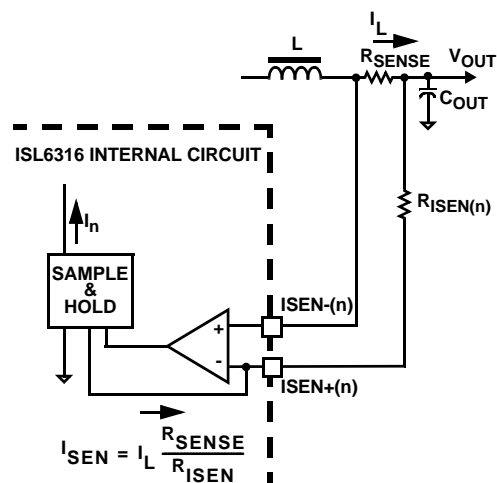 I_L
L
R_SENSE
V_OUT
C_OUT
ISL6316 INTERNAL CIRCUIT
R_ISEN(n)
I_n
SAMPLE
&
HOLD
ISEN-(n)
+
-
ISEN+(n)
I_SEN = I_L R_SENSE / R_ISEN